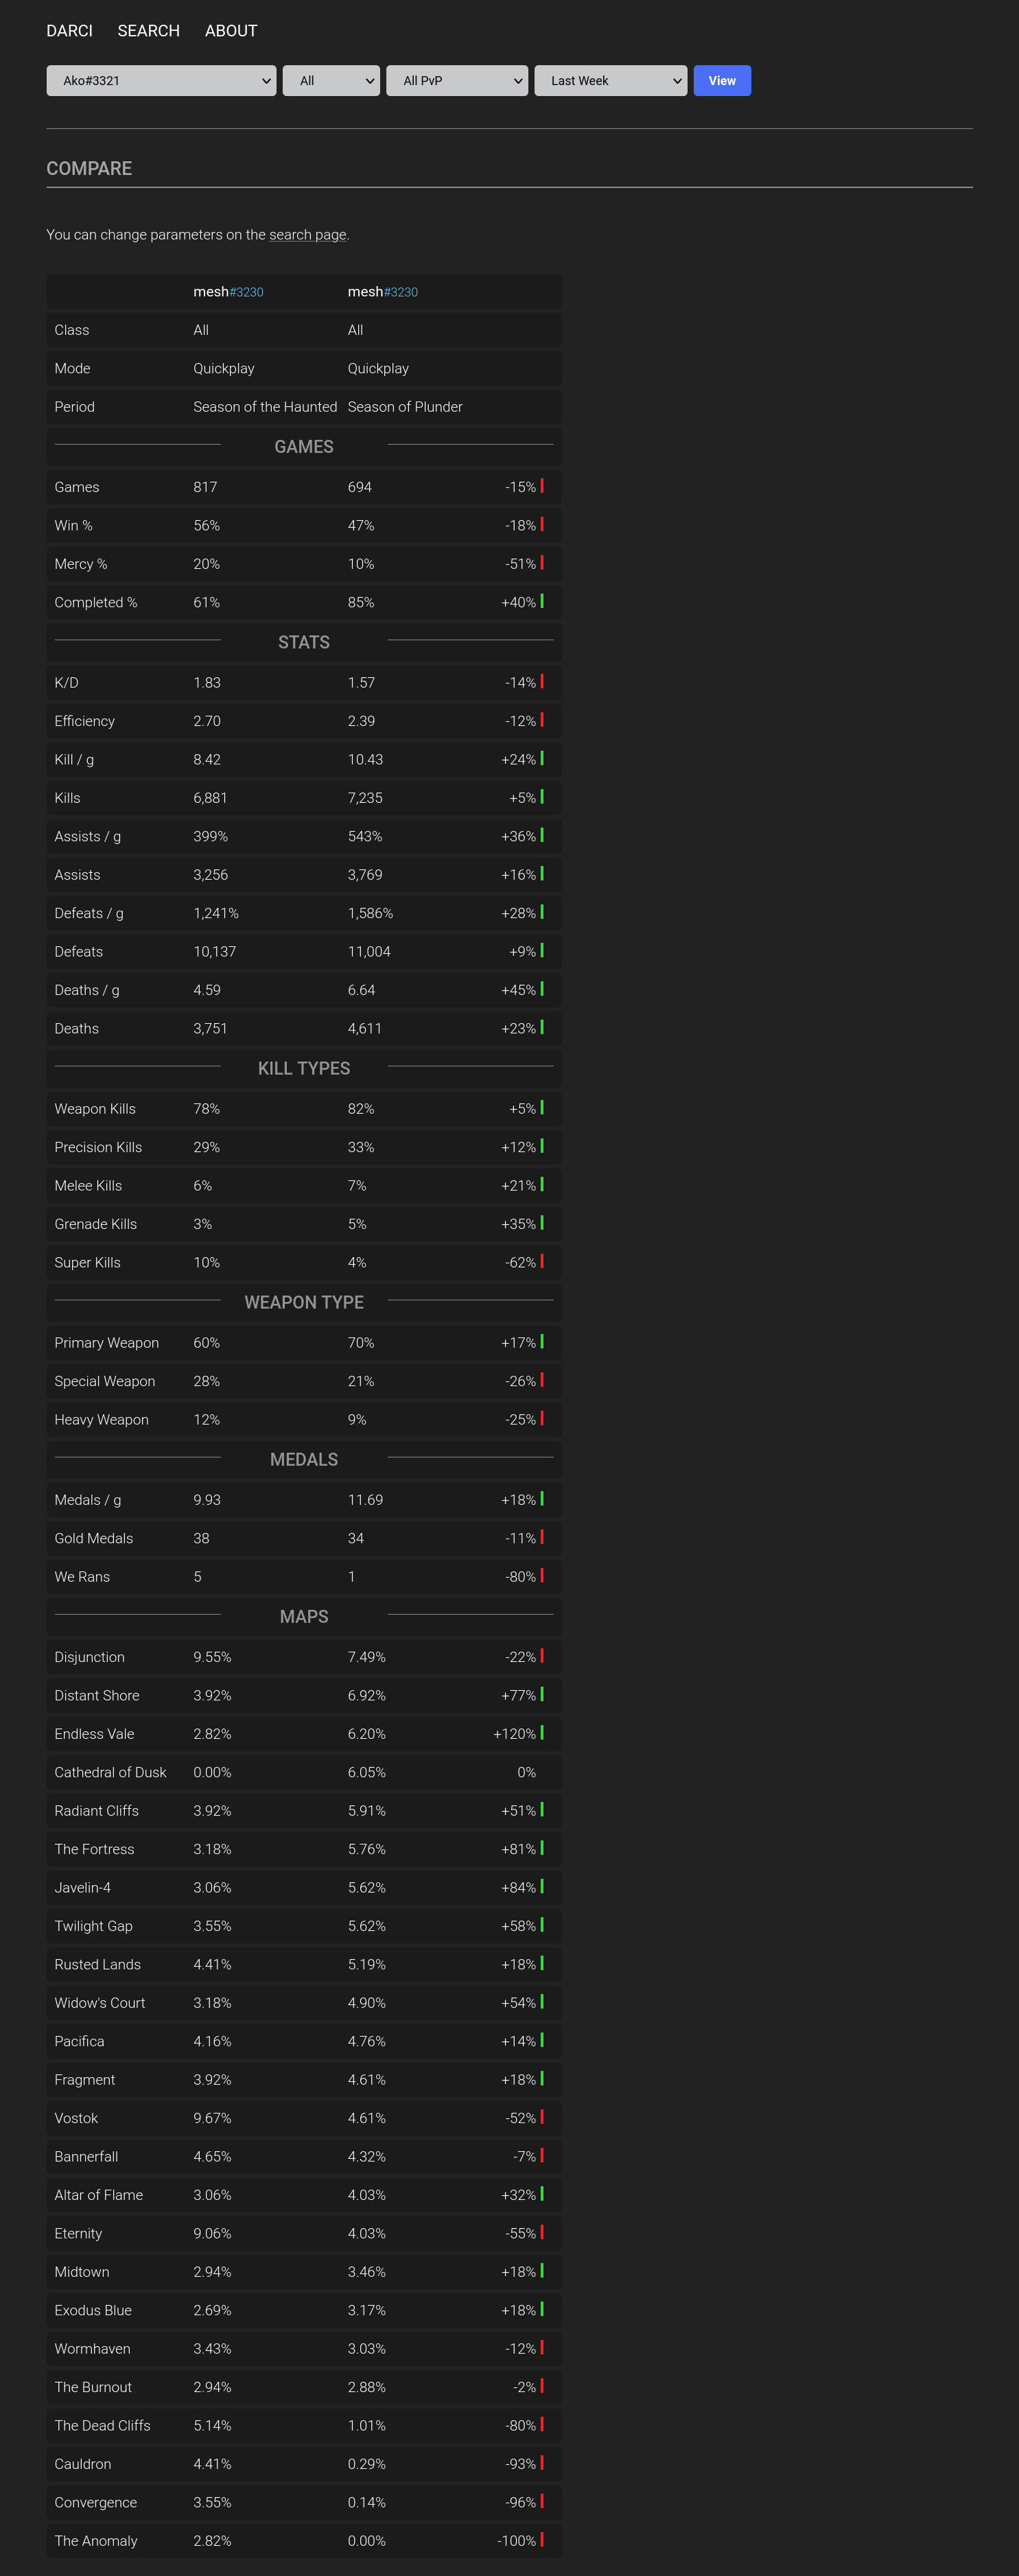 DARCI SEARCH ABOUT
Ako#3321 All All PvP Last Week View
COMPARE
You can change parameters on the search page.
mesh#3230 mesh#3230
Class All All
Mode Quickplay Quickplay
Period Season of the Haunted Season of Plunder
GAMES
Games 817 694 -15%
Win % 56% 47% -18%
Mercy % 20% 10% -51%
Completed % 61% 85% +40%
STATS
K/D 1.83 1.57 -14%
Efficiency 2.70 2.39 -12%
Kill / g 8.42 10.43 +24%
Kills 6,881 7,235 +5%
Assists / g 399% 543% +36%
Assists 3,256 3,769 +16%
Defeats / g 1,241% 1,586% +28%
Defeats 10,137 11,004 +9%
Deaths / g 4.59 6.64 +45%
Deaths 3,751 4,611 +23%
KILL TYPES
Weapon Kills 78% 82% +5%
Precision Kills 29% 33% +12%
Melee Kills 6% 7% +21%
Grenade Kills 3% 5% +35%
Super Kills 10% 4% -62%
WEAPON TYPE
Primary Weapon 60% 70% +17%
Special Weapon 28% 21% -26%
Heavy Weapon 12% 9% -25%
MEDALS
Medals / g 9.93 11.69 +18%
Gold Medals 38 34 -11%
We Rans 5 1 -80%
MAPS
Disjunction 9.55% 7.49% -22%
Distant Shore 3.92% 6.92% +77%
Endless Vale 2.82% 6.20% +120%
Cathedral of Dusk 0.00% 6.05% 0%
Radiant Cliffs 3.92% 5.91% +51%
The Fortress 3.18% 5.76% +81%
Javelin-4 3.06% 5.62% +84%
Twilight Gap 3.55% 5.62% +58%
Rusted Lands 4.41% 5.19% +18%
Widow's Court 3.18% 4.90% +54%
Pacifica 4.16% 4.76% +14%
Fragment 3.92% 4.61% +18%
Vostok 9.67% 4.61% -52%
Bannerfall 4.65% 4.32% -7%
Altar of Flame 3.06% 4.03% +32%
Eternity 9.06% 4.03% -55%
Midtown 2.94% 3.46% +18%
Exodus Blue 2.69% 3.17% +18%
Wormhaven 3.43% 3.03% -12%
The Burnout 2.94% 2.88% -2%
The Dead Cliffs 5.14% 1.01% -80%
Cauldron 4.41% 0.29% -93%
Convergence 3.55% 0.14% -96%
The Anomaly 2.82% 0.00% -100%